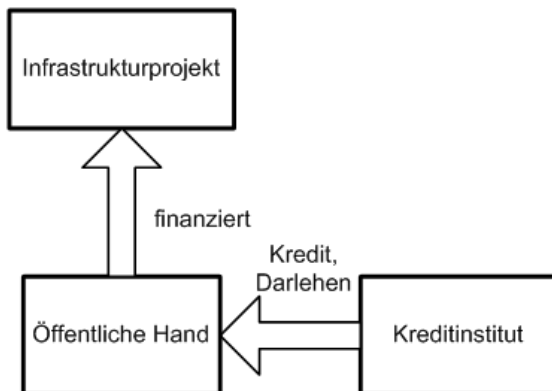 Infrastrukturprojekt
finanziert
Kredit,
Darlehen
Öffentliche Hand
Kreditinstitut